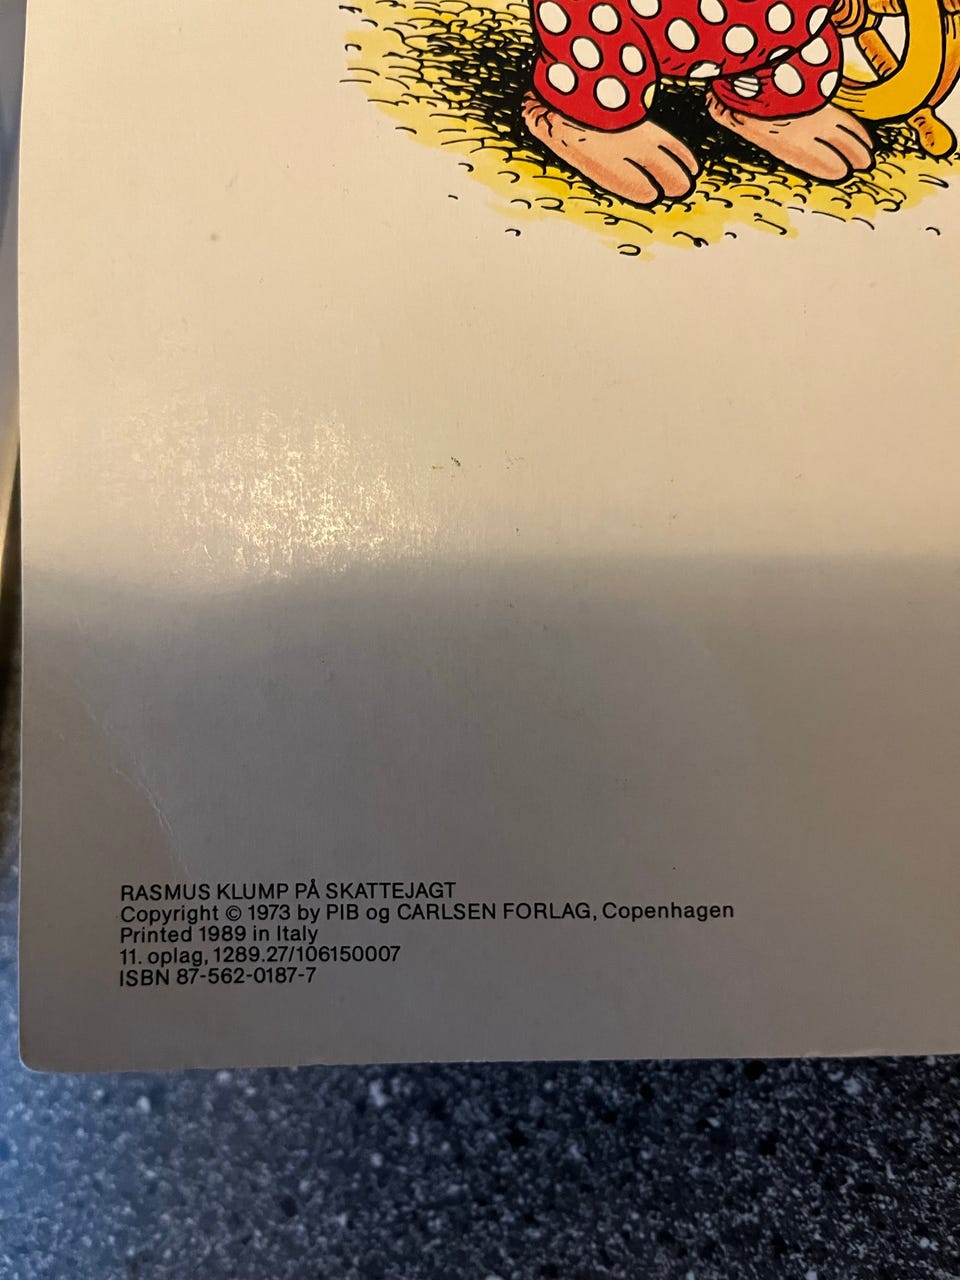 RASMUS KLUMP PÅ SKATTEJAGT
Copyright © 1973 by PIB og CARLSEN FORLAG, Copenhagen
Printed 1989 in Italy
11. oplag, 1289.27/106150007
ISBN 87-562-0187-7